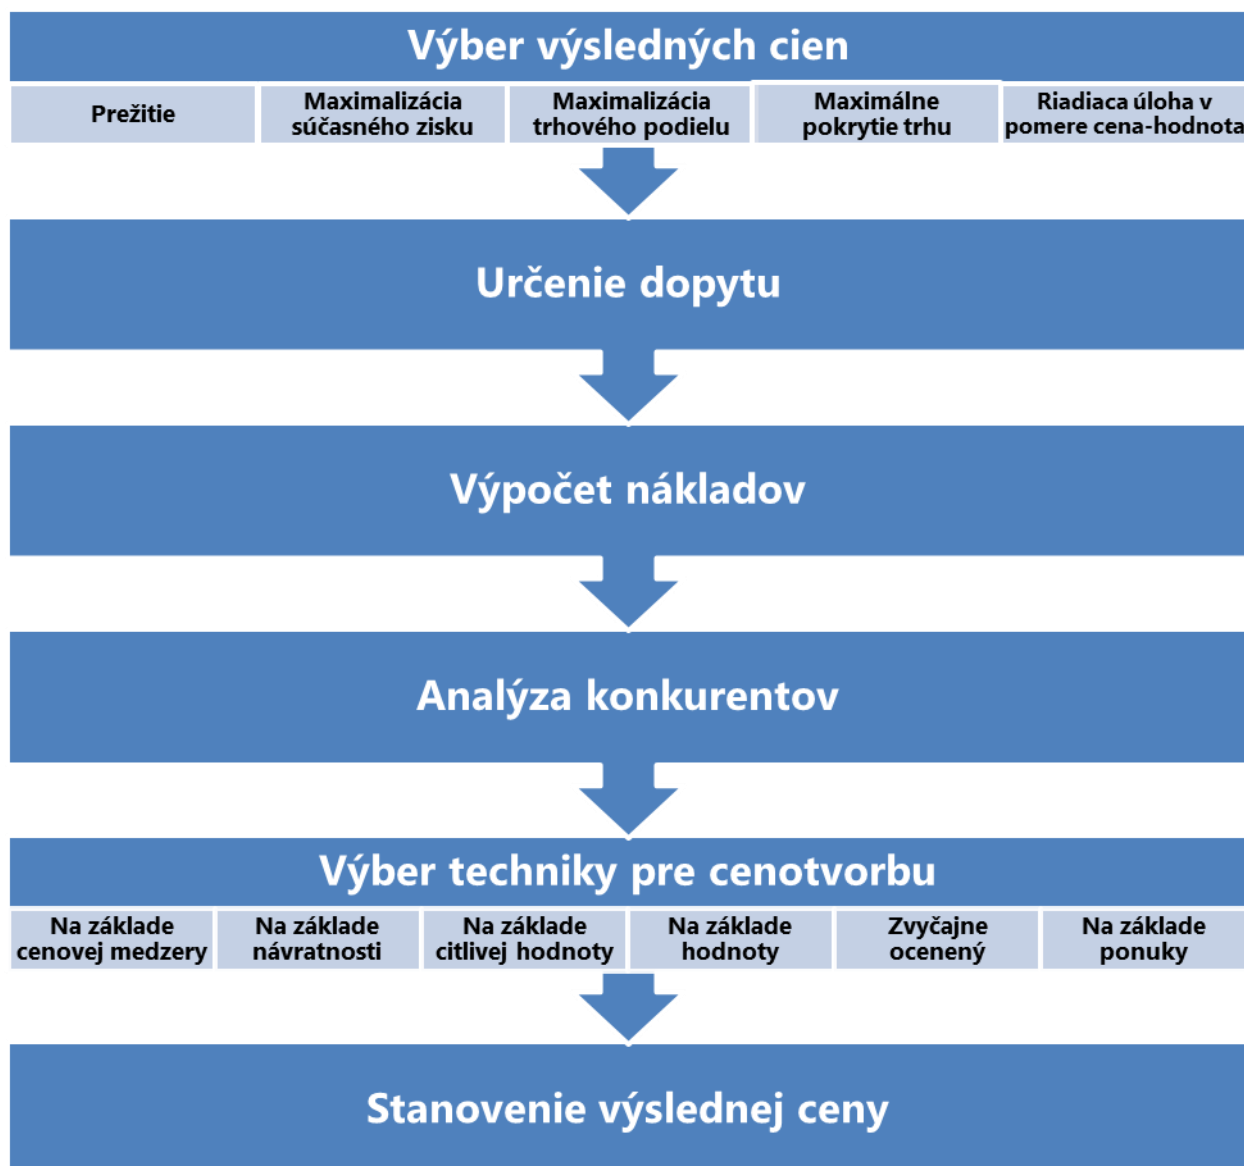 Výber výsledných cien
Prežitie
Maximalizácia
súčasného zisku
Maximalizácia
trhového podielu
Maximálne
pokrytie trhu
Riadiaca úloha v
pomere cena-hodnota
Určenie dopytu
Výpočet nákladov
Analýza konkurentov
Výber techniky pre cenotvorbu
Na základe
cenovej medzery
Na základe
návratnosti
Na základe
citlivej hodnoty
Na základe
hodnoty
Zvyčajne
ocenený
Na základe
ponuky
Stanovenie výslednej ceny